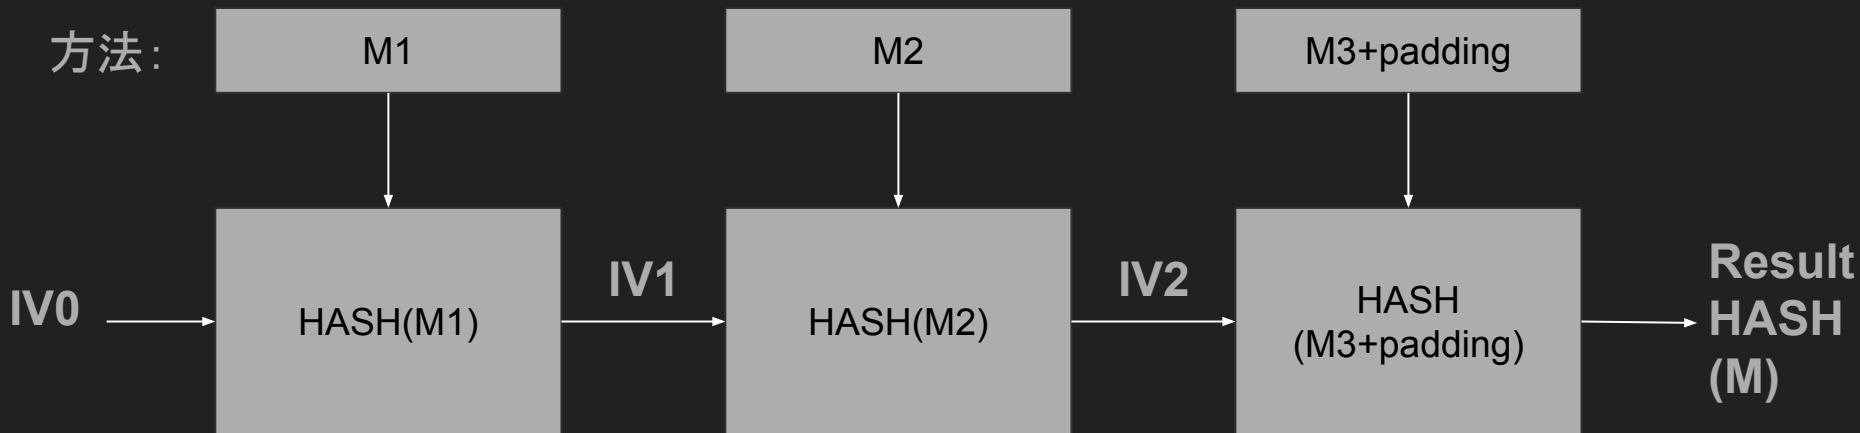 方法:
M1
M2
M3+padding
IV0
HASH(M1)
IV1
HASH(M2)
IV2
HASH
(M3+padding)
Result
HASH
(M)